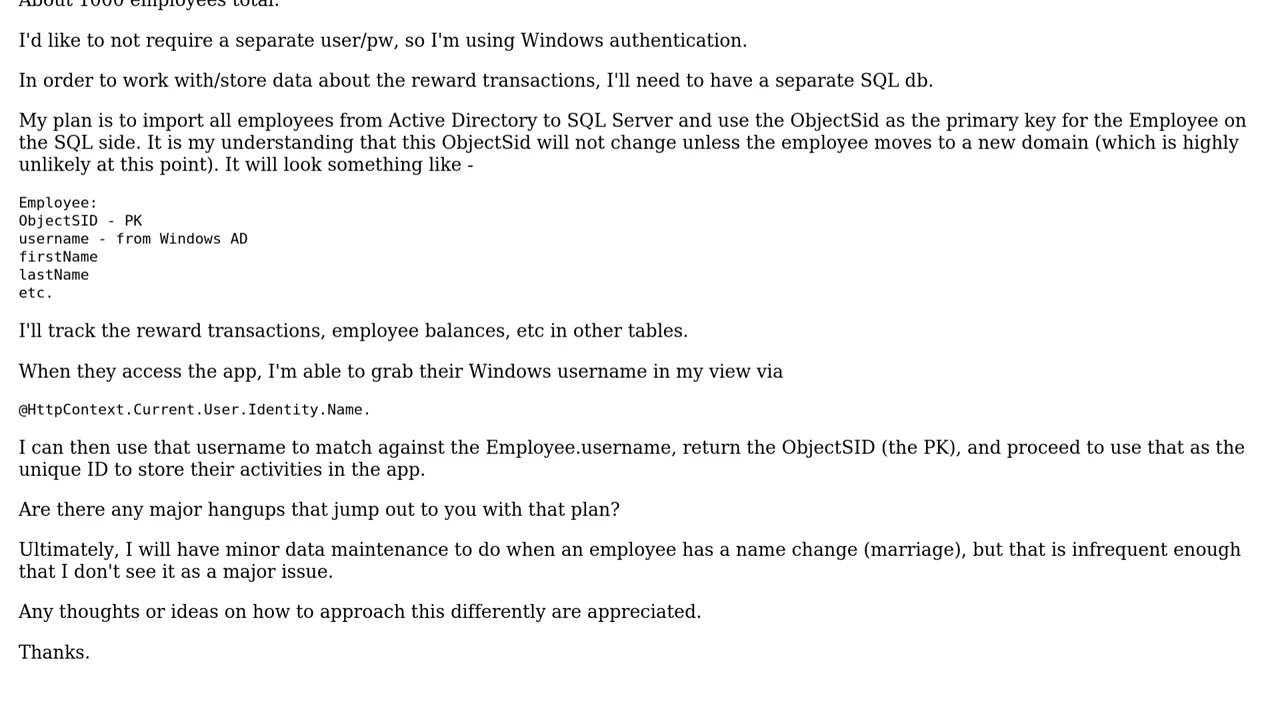 About 1000 employees total.
I'd like to not require a separate user/pw, so I'm using Windows authentication.
In order to work with/store data about the reward transactions, I'll need to have a separate SQL db.
My plan is to import all employees from Active Directory to SQL Server and use the ObjectSid as the primary key for the Employee on
the SQL side. It is my understanding that this ObjectSid will not change unless the employee moves to a new domain (which is highly
unlikely at this point). It will look something like -
Employee:
ObjectSID - PK
username - from Windows AD
firstName
lastName
etc.
I'll track the reward transactions, employee balances, etc in other tables.
When they access the app, I'm able to grab their Windows username in my view via
@HttpContext.Current.User.Identity.Name.
I can then use that username to match against the Employee.username, return the ObjectSID (the PK), and proceed to use that as the
unique ID to store their activities in the app.
Are there any major hangups that jump out to you with that plan?
Ultimately, I will have minor data maintenance to do when an employee has a name change (marriage), but that is infrequent enough
that I don't see it as a major issue.
Any thoughts or ideas on how to approach this differently are appreciated.
Thanks.